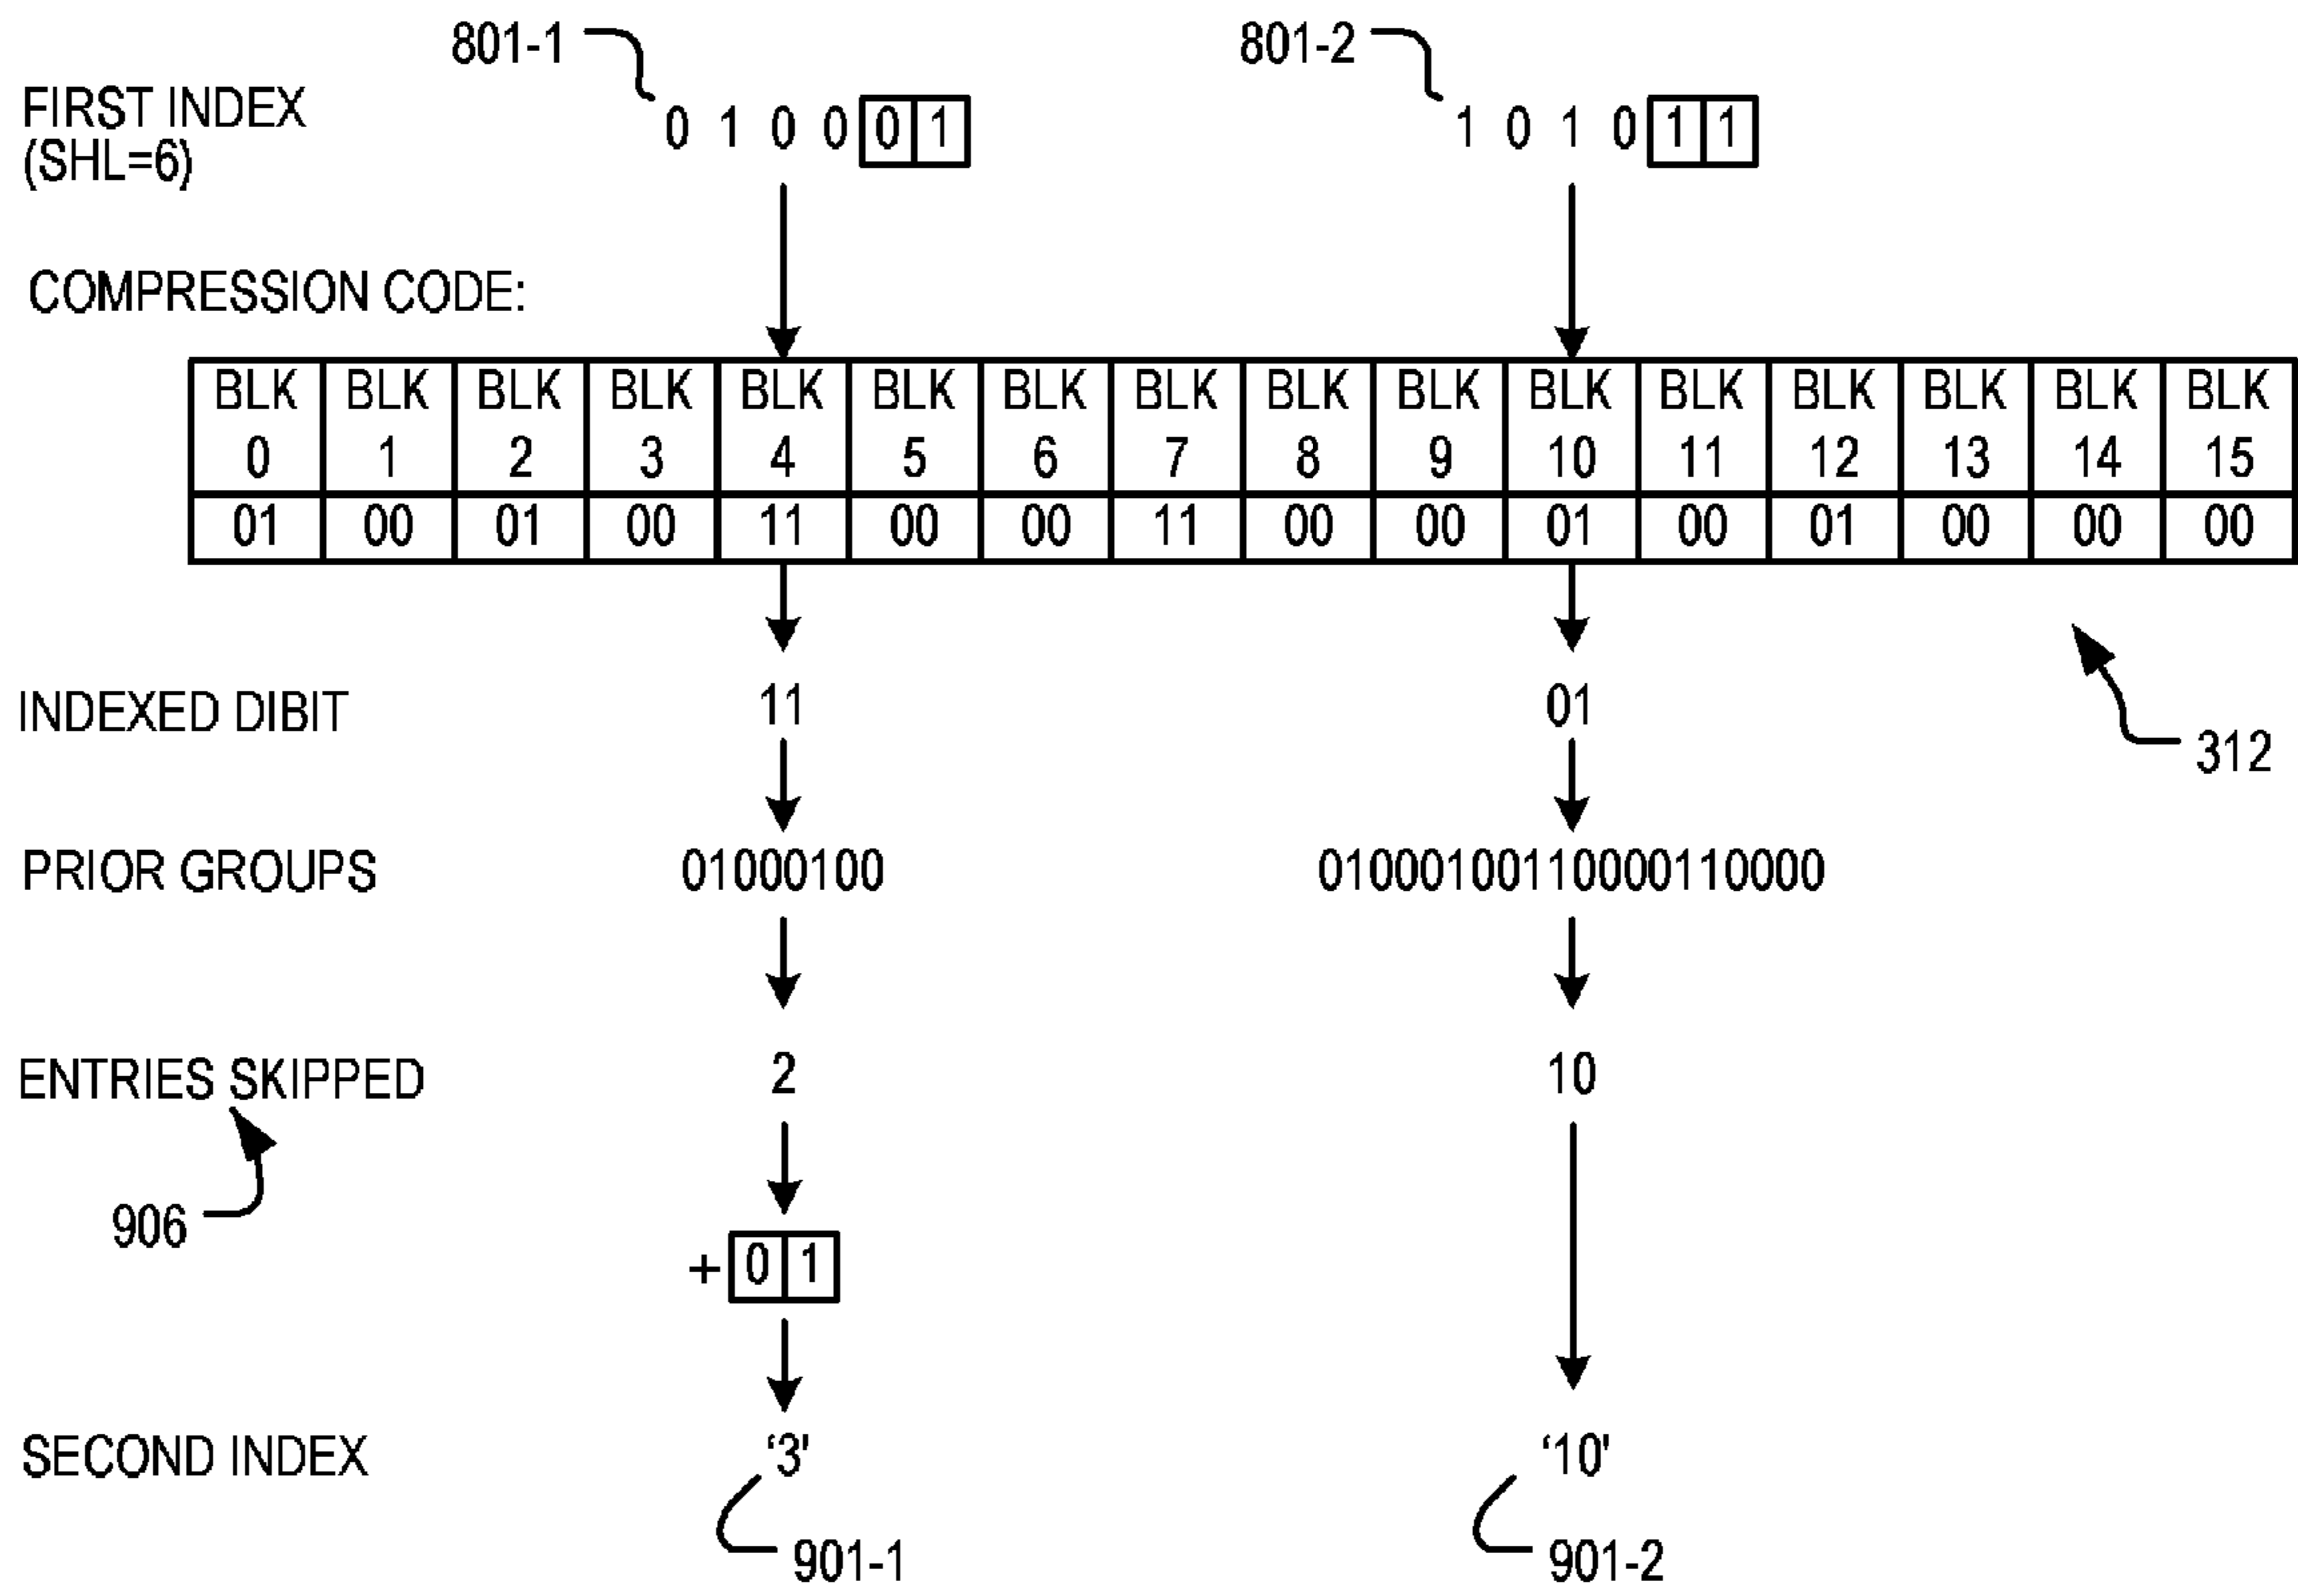 801-1 801-2
FIRST INDEX 0 1 0 0 0 1 1 0 1 0 1 1
(SHL=6)
COMPRESSION CODE:
BLK BLK BLK BLK BLK BLK BLK BLK BLK BLK BLK BLK BLK BLK BLK BLK
0 1 2 3 4 5 6 7 8 9 10 11 12 13 14 15
01 00 01 00 11 00 00 11 00 00 01 00 01 00 00 00
INDEXED DIBIT 11 01
312
PRIOR GROUPS 01000100 01000100110000110000
ENTRIES SKIPPED 2 10
906
+ 0 1
SECOND INDEX ‘3' ‘10'
901-1 901-2